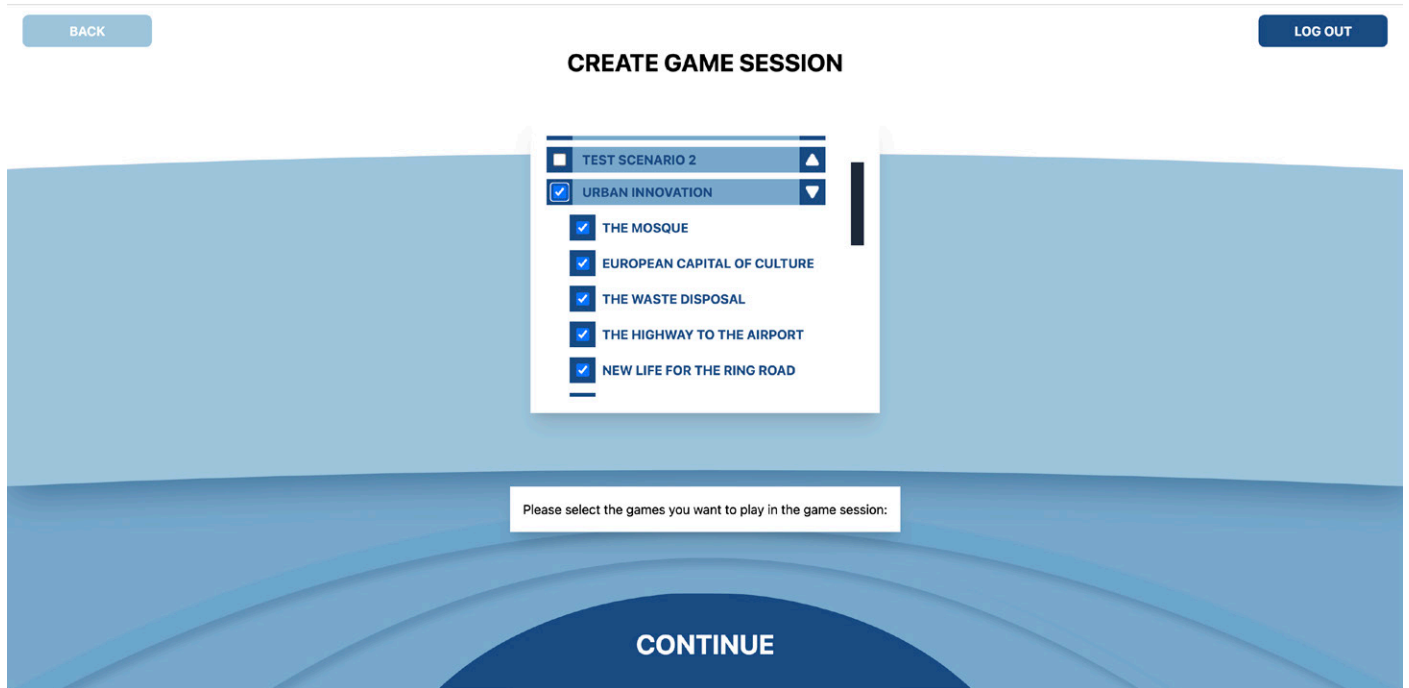 BACK
LOG OUT
CREATE GAME SESSION
TEST SCENARIO 2
URBAN INNOVATION
THE MOSQUE
EUROPEAN CAPITAL OF CULTURE
THE WASTE DISPOSAL
THE HIGHWAY TO THE AIRPORT
NEW LIFE FOR THE RING ROAD
Please select the games you want to play in the game session:
CONTINUE